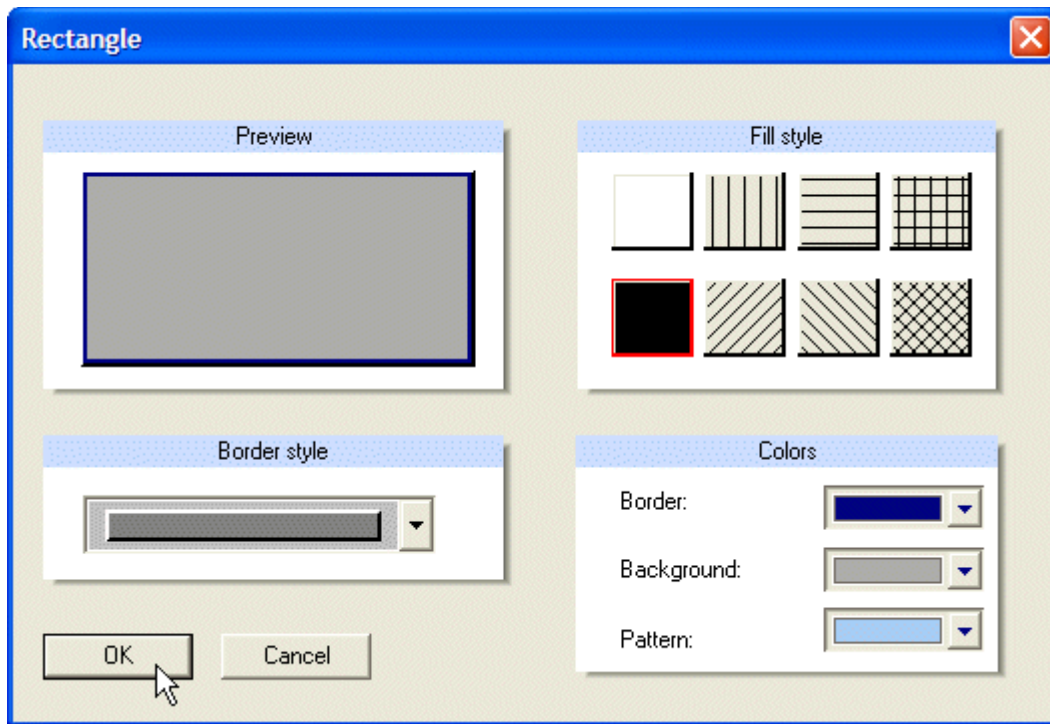 Rectangle
Preview
Fill style
Border style
Colors
Border:
Background:
Pattern:
OK
Cancel